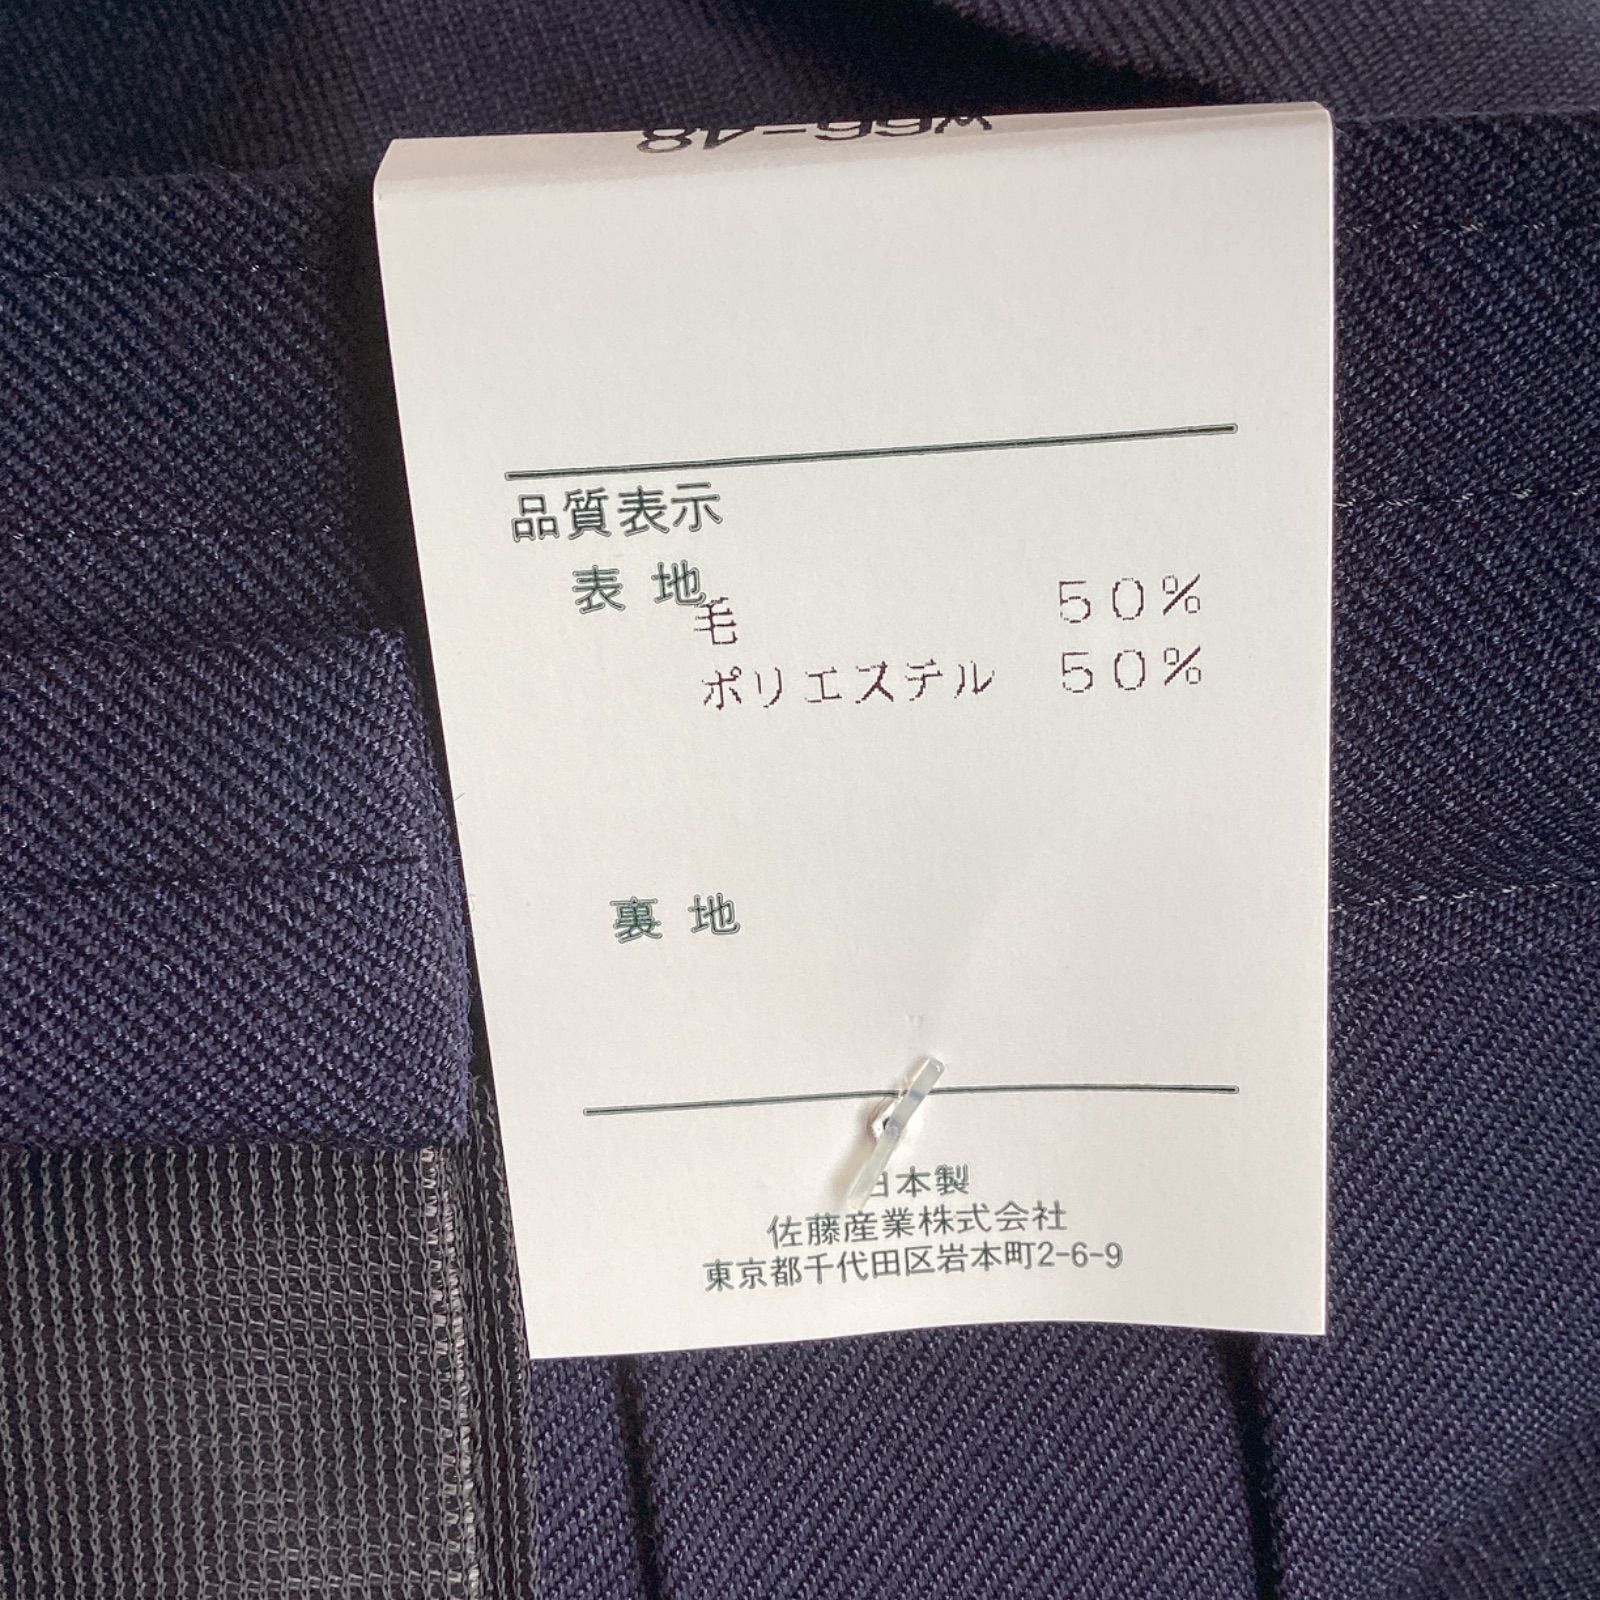 W66-48
品質表示
表 地
毛 50%
ポリエステル 50%
裏 地
日本製
佐藤産業株式会社
東京都千代田区岩本町2-6-9